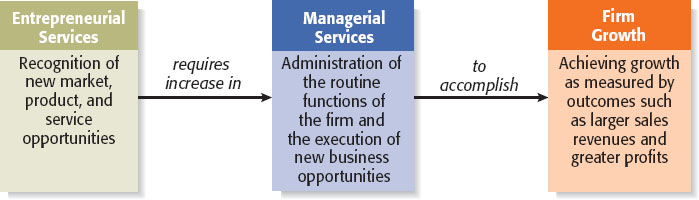 Entrepreneurial
Services
Recognition of
new market,
product, and
service
opportunities
requires
increase in
Managerial
Services
Administration of
the routine
functions of
the firm and
the execution of
new business
opportunities
to
accomplish
Firm
Growth
Achieving growth
as measured by
outcomes such
as larger sales
revenues and
greater profits